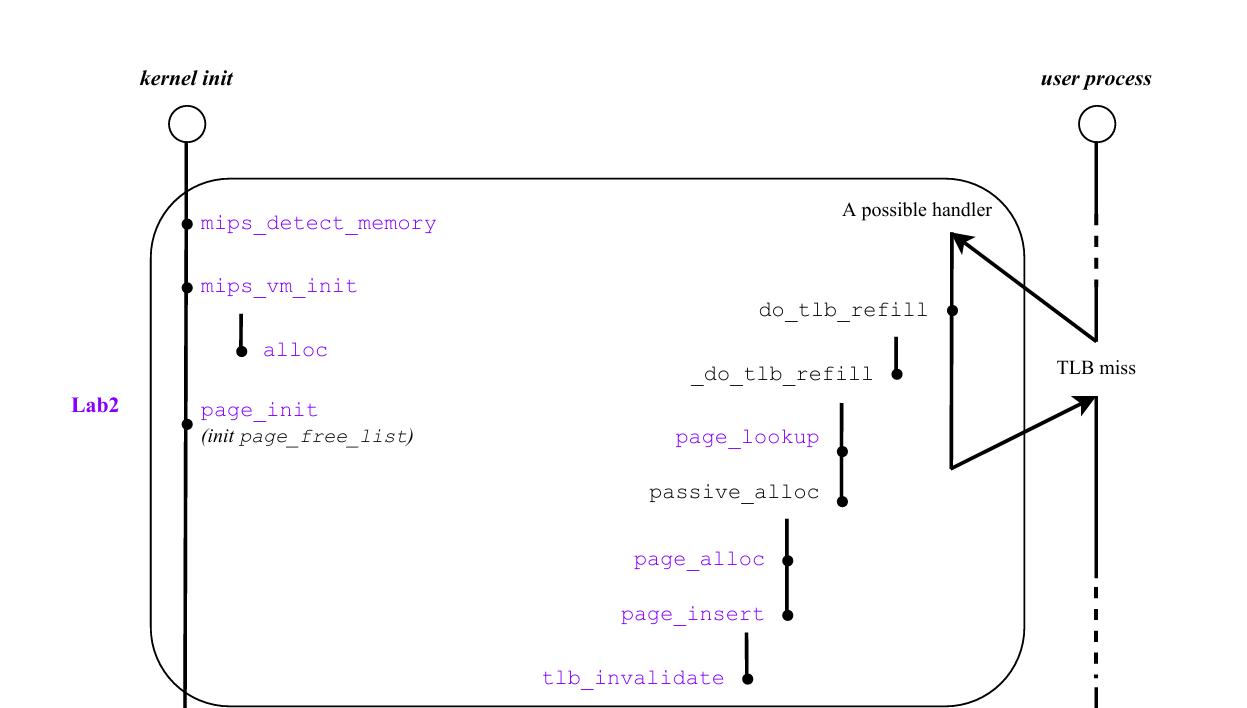 kernel init
user process
mips_detect_memory
A possible handler
mips_vm_init
do_tlb_refill
alloc
TLB miss
_do_tlb_refill
Lab2
page_init
(init page_free_list)
page_lookup
passive_alloc
page_alloc
page_insert
tlb_invalidate